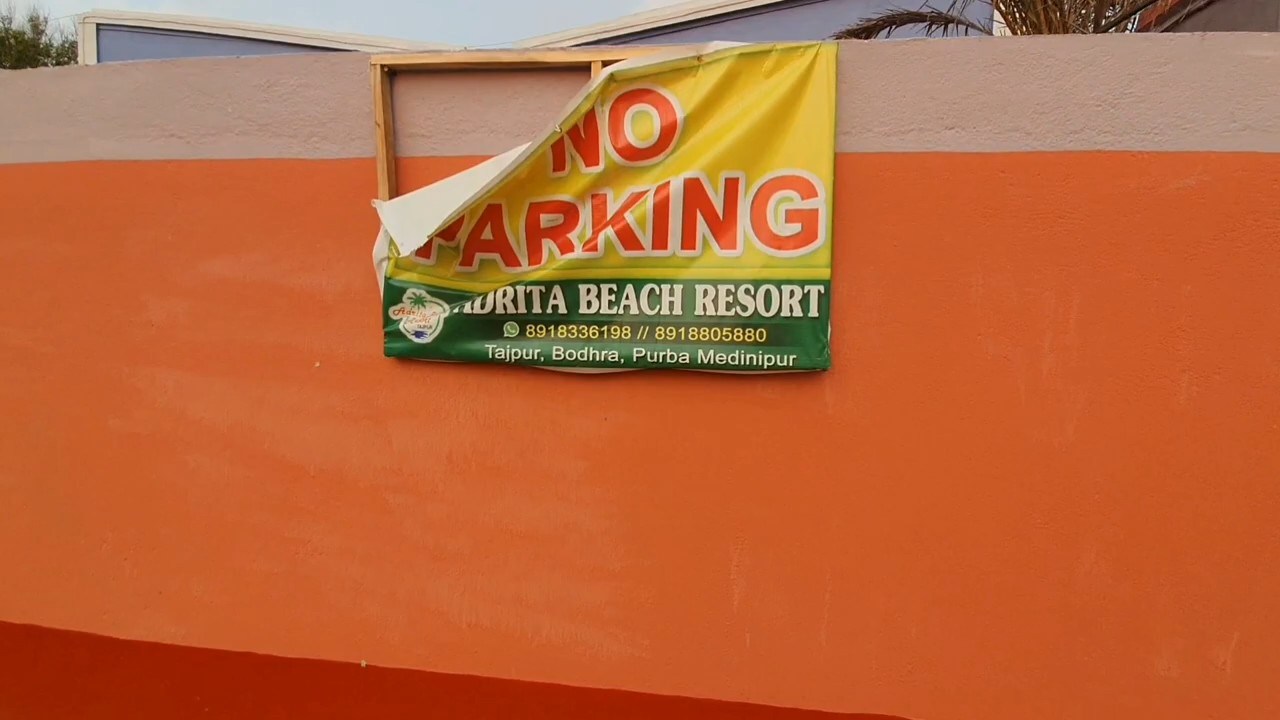 NO
PARKING
ADRITA BEACH RESORT
8918336198 // 8918805880
Tajpur, Bodhra, Purba Medinipur